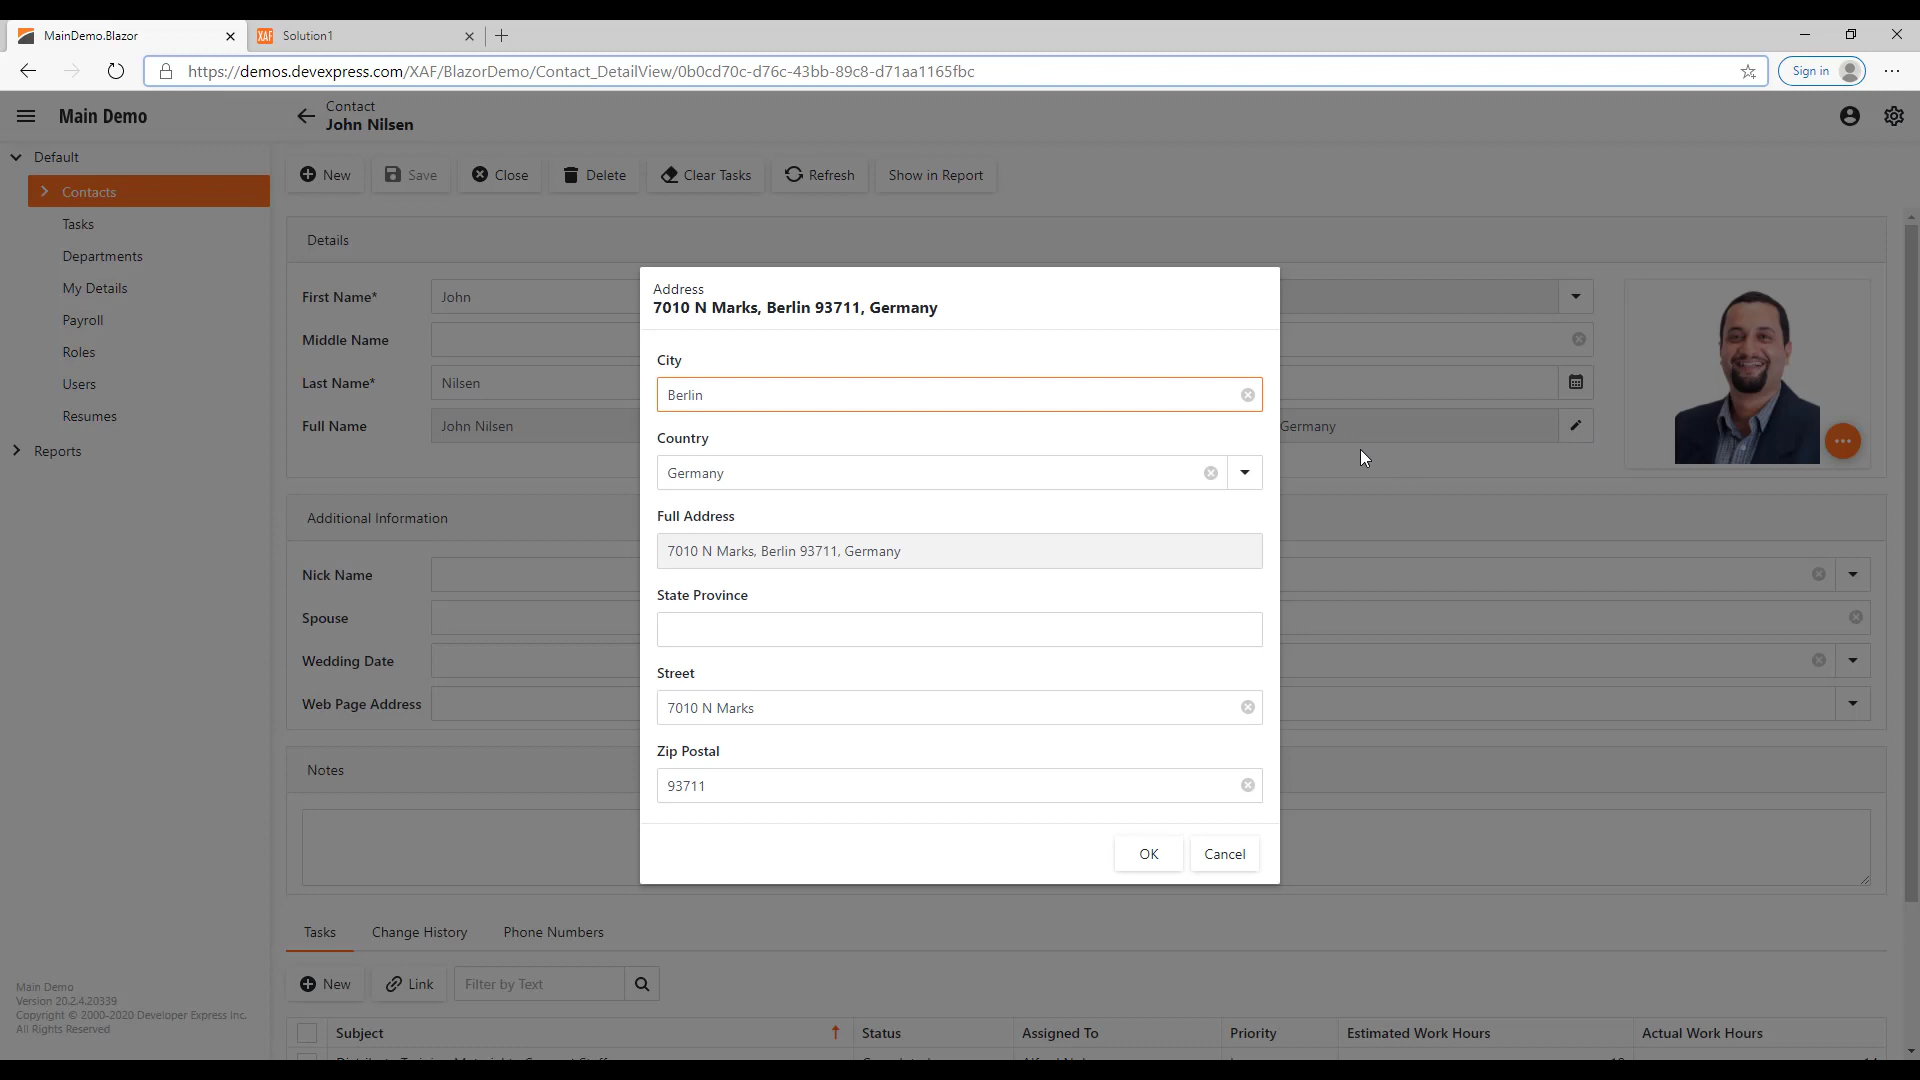 MainDemo.Blazor
Solution1
https://demos.devexpress.com/XAF/BlazorDemo/Contact_DetailView/0b0cd70c-d76c-43bb-89c8-d71aa1165fbc
Sign in
Main Demo
Contact
John Nilsen
Default
Contacts
Tasks
Departments
My Details
Payroll
Roles
Users
Resumes
Reports
New
Save
Close
Delete
Clear Tasks
Refresh
Show in Report
Details
First Name*
John
Middle Name
Last Name*
Nilsen
Full Name
John Nilsen
Germany
Additional Information
Nick Name
Spouse
Wedding Date
Web Page Address
Notes
Address
7010 N Marks, Berlin 93711, Germany
City
Berlin
Country
Germany
Full Address
7010 N Marks, Berlin 93711, Germany
State Province
Street
7010 N Marks
Zip Postal
93711
OK
Cancel
Tasks
Change History
Phone Numbers
New
Link
Filter by Text
Subject
Status
Assigned To
Priority
Estimated Work Hours
Actual Work Hours
Main Demo
Version 20.2.4.20339
Copyright © 2000-2020 Developer Express Inc.
All Rights Reserved
XAF